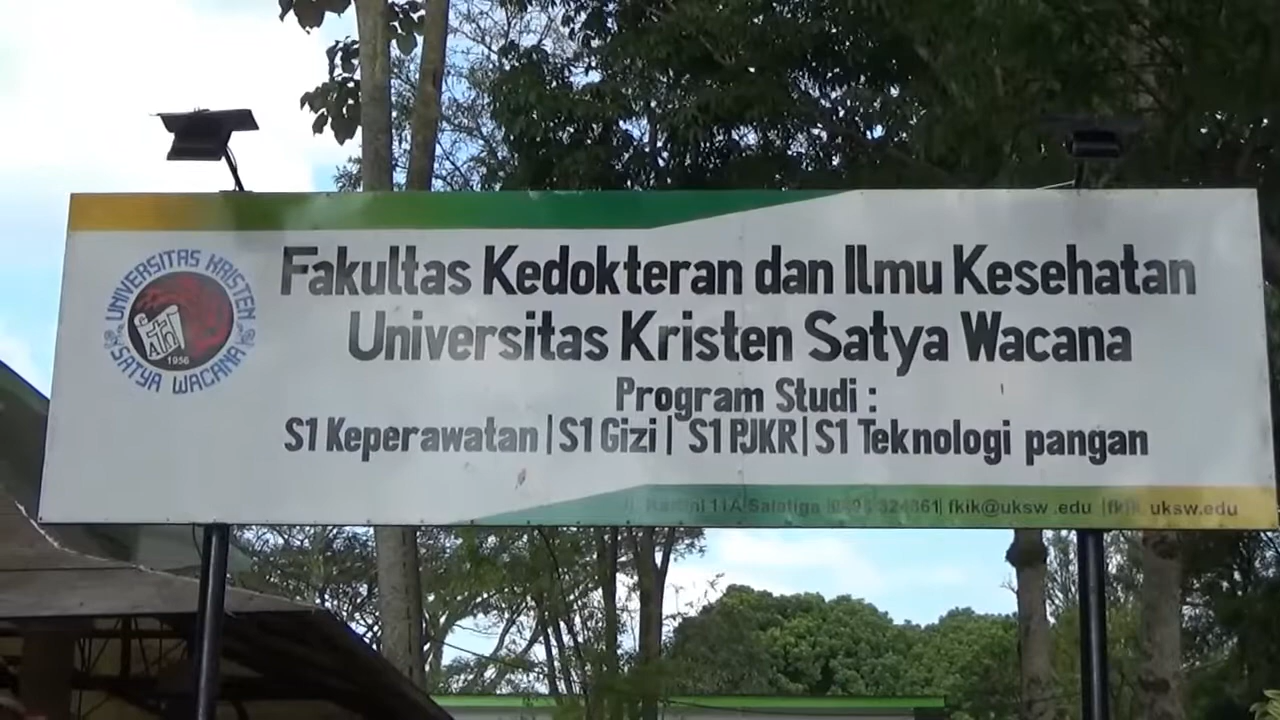 UNIVERSITAS KRISTEN
SATYA WACANA
1956
Fakultas Kedokteran dan Ilmu Kesehatan
Universitas Kristen Satya Wacana
Program Studi :
S1 Keperawatan | S1 Gizi | S1 PJKR | S1 Teknologi pangan
Jl. Kartini 11A Salatiga | 324861 | fkik@uksw .edu | fkik uksw.edu